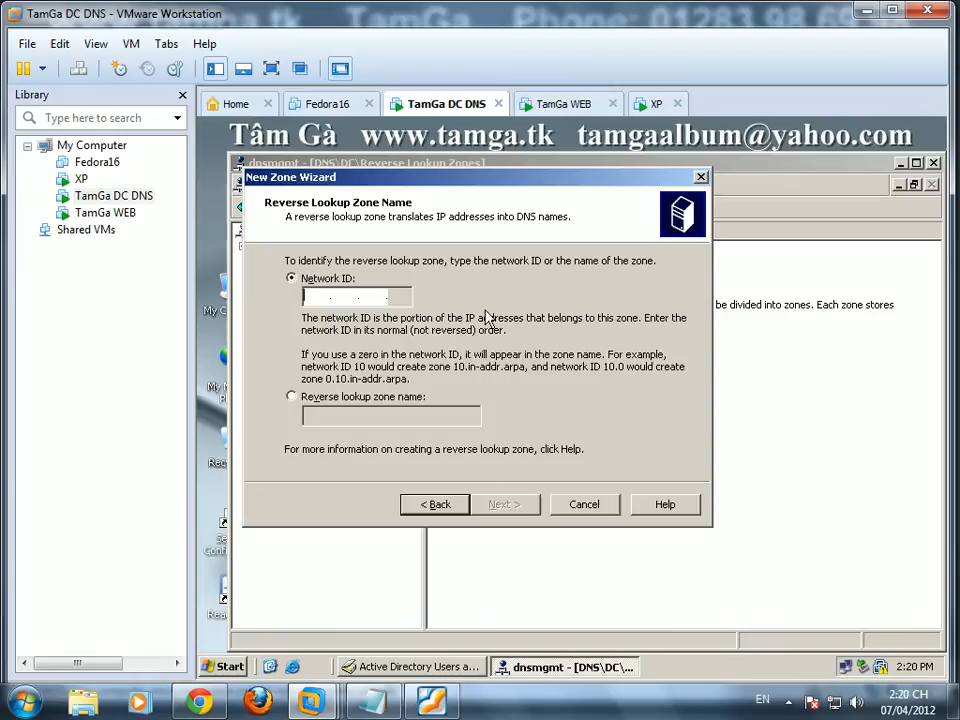 TamGa DC DNS - VMware Workstation
File Edit View VM Tabs Help
Library
Type here to search
My Computer
Fedora16
XP
TamGa DC DNS
TamGa WEB
Shared VMs
Home
Fedora16
TamGa DC DNS
TamGa WEB
XP
Tâm Gà www.tamga.tk tamgaalbum@yahoo.com
dnsmgmt - [DNS\DC\Reverse Lookup Zones]
New Zone Wizard
Reverse Lookup Zone Name
A reverse lookup zone translates IP addresses into DNS names.
To identify the reverse lookup zone, type the network ID or the name of the zone.
Network ID:
The network ID is the portion of the IP addresses that belongs to this zone. Enter the
network ID in its normal (not reversed) order.
If you use a zero in the network ID, it will appear in the zone name. For example,
network ID 10 would create zone 10.in-addr.arpa, and network ID 10.0 would create
zone 0.10.in-addr.arpa.
Reverse lookup zone name:
For more information on creating a reverse lookup zone, click Help.
< Back
Next >
Cancel
Help
be divided into zones. Each zone stores
Start
Active Directory Users a...
dnsmgmt - [DNS\DC\...
2:20 PM
EN
2:20 CH
07/04/2012